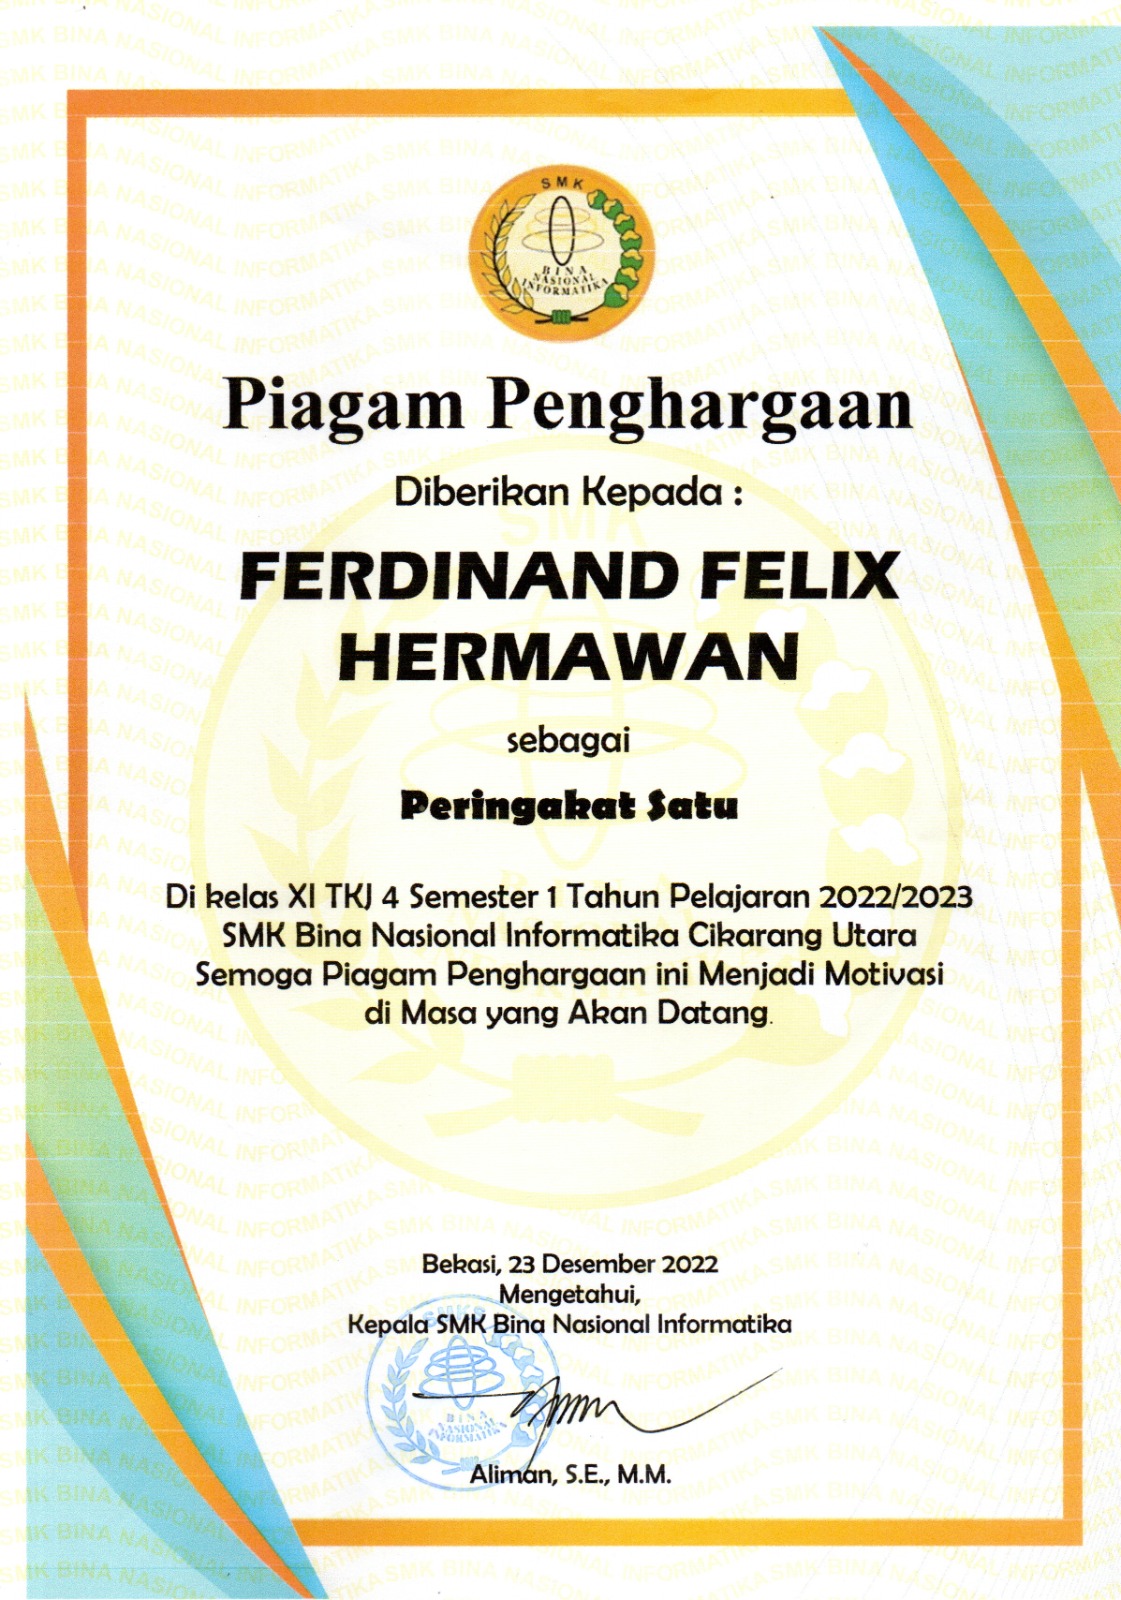 SMK
BINA
NASIONAL
INFORMATIKA
Piagam Penghargaan
Diberikan Kepada :
FERDINAND FELIX
HERMAWAN
sebagai
Peringakat Satu
Di kelas XI TKJ 4 Semester 1 Tahun Pelajaran 2022/2023
SMK Bina Nasional Informatika Cikarang Utara
Semoga Piagam Penghargaan ini Menjadi Motivasi
di Masa yang Akan Datang.
Bekasi, 23 Desember 2022
Mengetahui,
Kepala SMK Bina Nasional Informatika
BINA
NASIONAL
INFORMATIKA
Aliman, S.E., M.M.